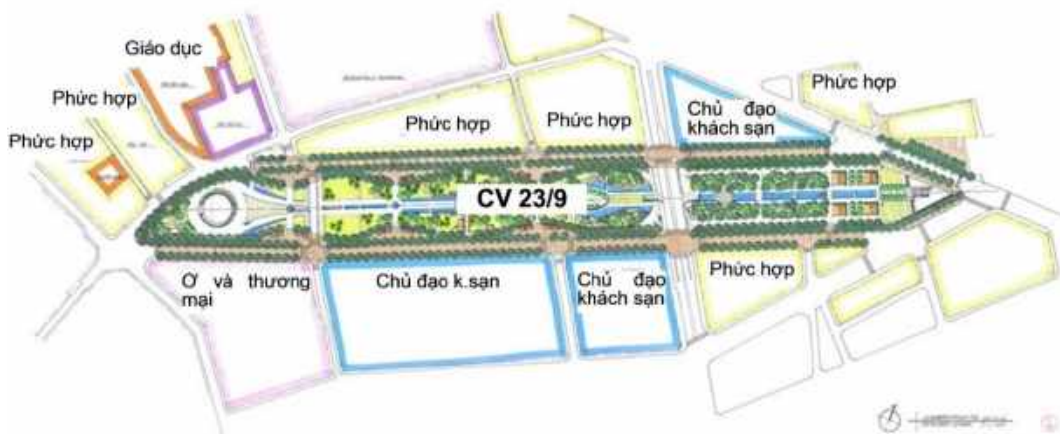 Giáo dục
Phức hợp
Phức hợp
Phức hợp
Phức hợp
Chủ đạo
khách sạn
Phức hợp
CV 23/9
Ơ và thương
mại
Chủ đạo k.sạn
Chủ đạo
khách sạn
Phức hợp